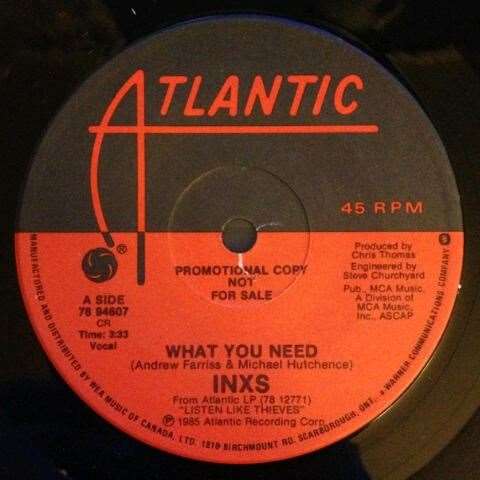 ATLANTIC
45 RPM
®
Produced by
Chris Thomas
Engineered by
Steve Churchyard
Pub., MCA Music,
A Division of
MCA Music,
Inc., ASCAP
PROMOTIONAL COPY
NOT
FOR SALE
A SIDE
78 94607
CR
Time: 3:33
Vocal
WHAT YOU NEED
(Andrew Farriss & Michael Hutchence)
INXS
From Atlantic LP (78 12771)
"LISTEN LIKE THIEVES"
℗ 1985 Atlantic Recording Corp.
MANUFACTURED AND DISTRIBUTED BY WEA MUSIC OF CANADA, LTD. 1810 BIRCHMOUNT RD. SCARBOROUGH, ONT. • A WARNER COMMUNICATIONS COMPANY